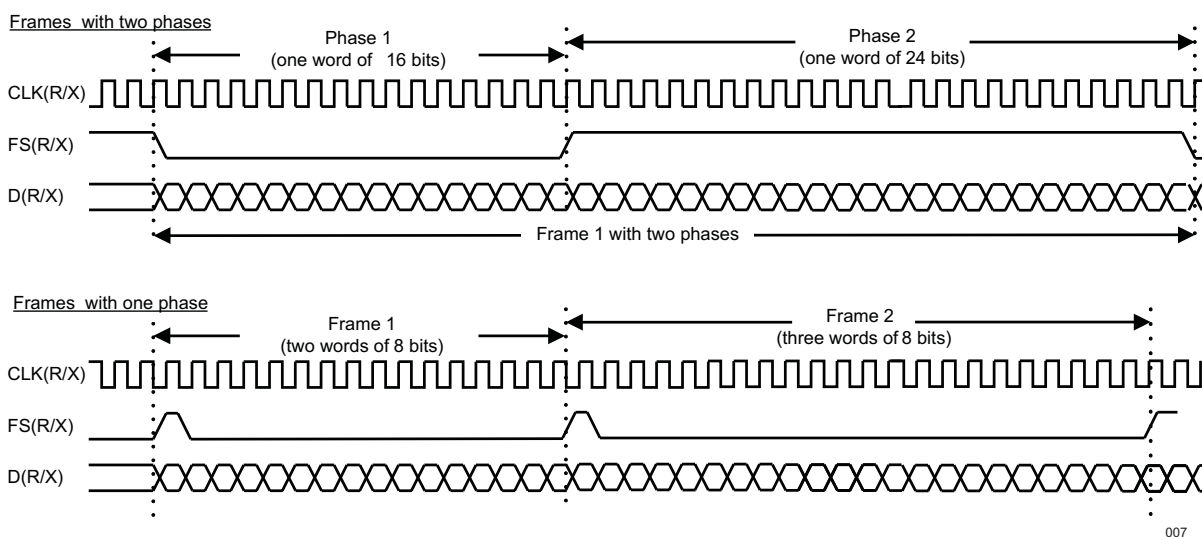 Frames with two phases
Phase 1
(one word of 16 bits)
Phase 2
(one word of 24 bits)
CLK(R/X)
FS(R/X)
D(R/X)
Frame 1 with two phases
Frames with one phase
Frame 1
(two words of 8 bits)
Frame 2
(three words of 8 bits)
CLK(R/X)
FS(R/X)
D(R/X)
007